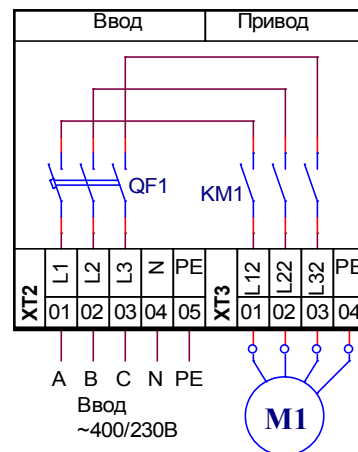 Ввод Привод
QF1 KM1
XT2 L1 L2 L3 N PE XT3 L12 L22 L32 PE
01 02 03 04 05 01 02 03 04
A B C N PE
Ввод
~400/230В
M1